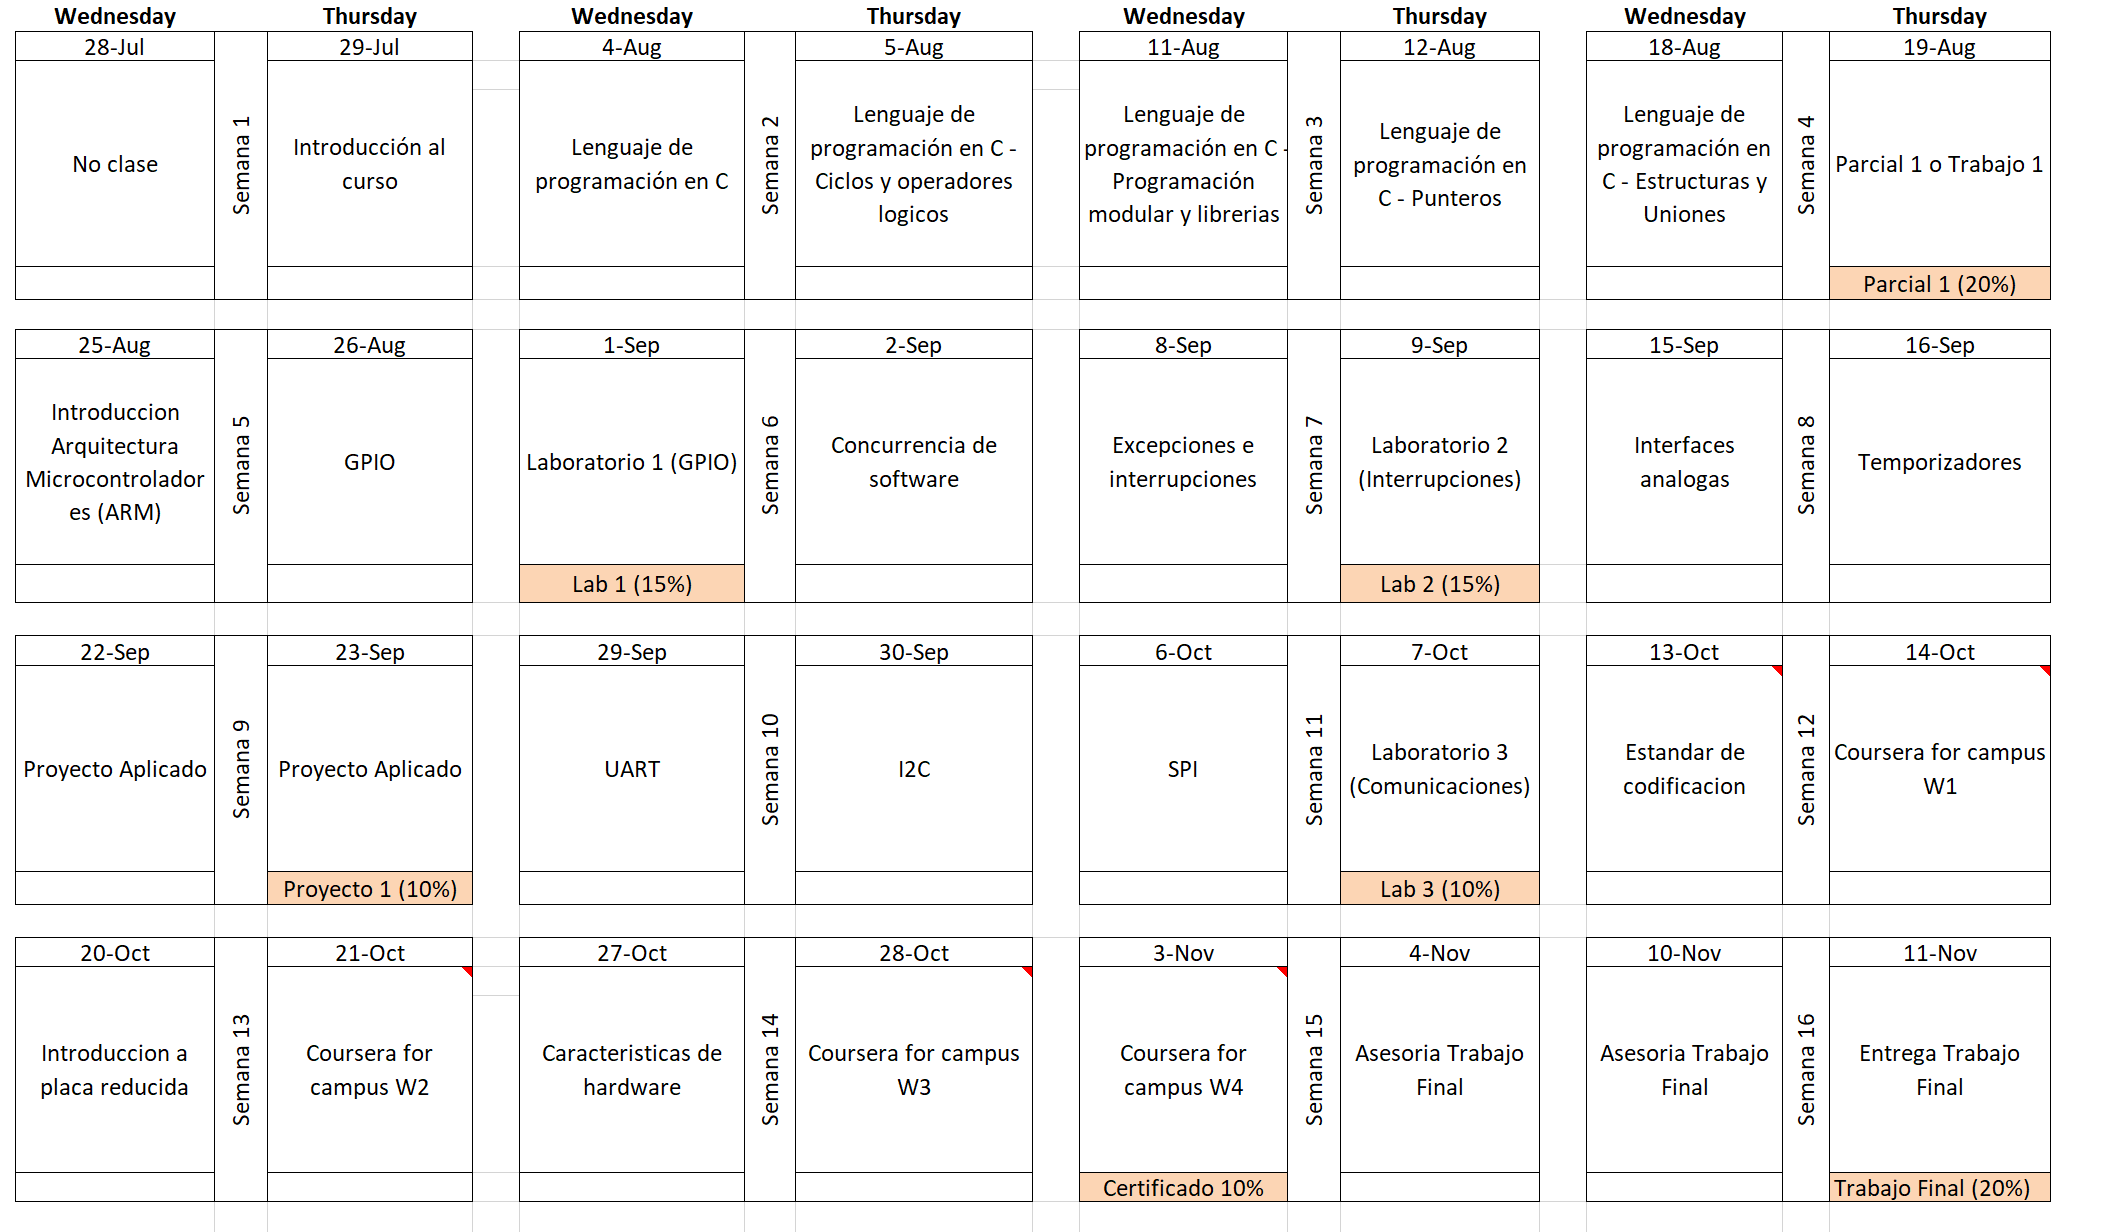 Wednesday Thursday Wednesday Thursday Wednesday Thursday Wednesday Thursday
28-Jul
No clase
Semana 1
29-Jul
Introducción al
curso
4-Aug
Lenguaje de
programación en C
Semana 2
5-Aug
Lenguaje de
programación en C -
Ciclos y operadores
logicos
11-Aug
Lenguaje de
programación en C -
Programación
modular y librerias
Semana 3
12-Aug
Lenguaje de
programación en
C - Punteros
18-Aug
Lenguaje de
programación en
C - Estructuras y
Uniones
Semana 4
19-Aug
Parcial 1 o Trabajo 1
Parcial 1 (20%)
25-Aug
Introduccion
Arquitectura
Microcontrolador
es (ARM)
Semana 5
26-Aug
GPIO
1-Sep
Laboratorio 1 (GPIO)
Lab 1 (15%)
Semana 6
2-Sep
Concurrencia de
software
8-Sep
Excepciones e
interrupciones
Semana 7
9-Sep
Laboratorio 2
(Interrupciones)
Lab 2 (15%)
15-Sep
Interfaces
analogas
Semana 8
16-Sep
Temporizadores
22-Sep
Proyecto Aplicado
Semana 9
23-Sep
Proyecto Aplicado
Proyecto 1 (10%)
29-Sep
UART
Semana 10
30-Sep
I2C
6-Oct
SPI
Semana 11
7-Oct
Laboratorio 3
(Comunicaciones)
Lab 3 (10%)
13-Oct
Estandar de
codificacion
Semana 12
14-Oct
Coursera for campus
W1
20-Oct
Introduccion a
placa reducida
Semana 13
21-Oct
Coursera for
campus W2
27-Oct
Caracteristicas de
hardware
Semana 14
28-Oct
Coursera for campus
W3
3-Nov
Coursera for
campus W4
Certificado 10%
Semana 15
4-Nov
Asesoria Trabajo
Final
10-Nov
Asesoria Trabajo
Final
Semana 16
11-Nov
Entrega Trabajo
Final
Trabajo Final (20%)